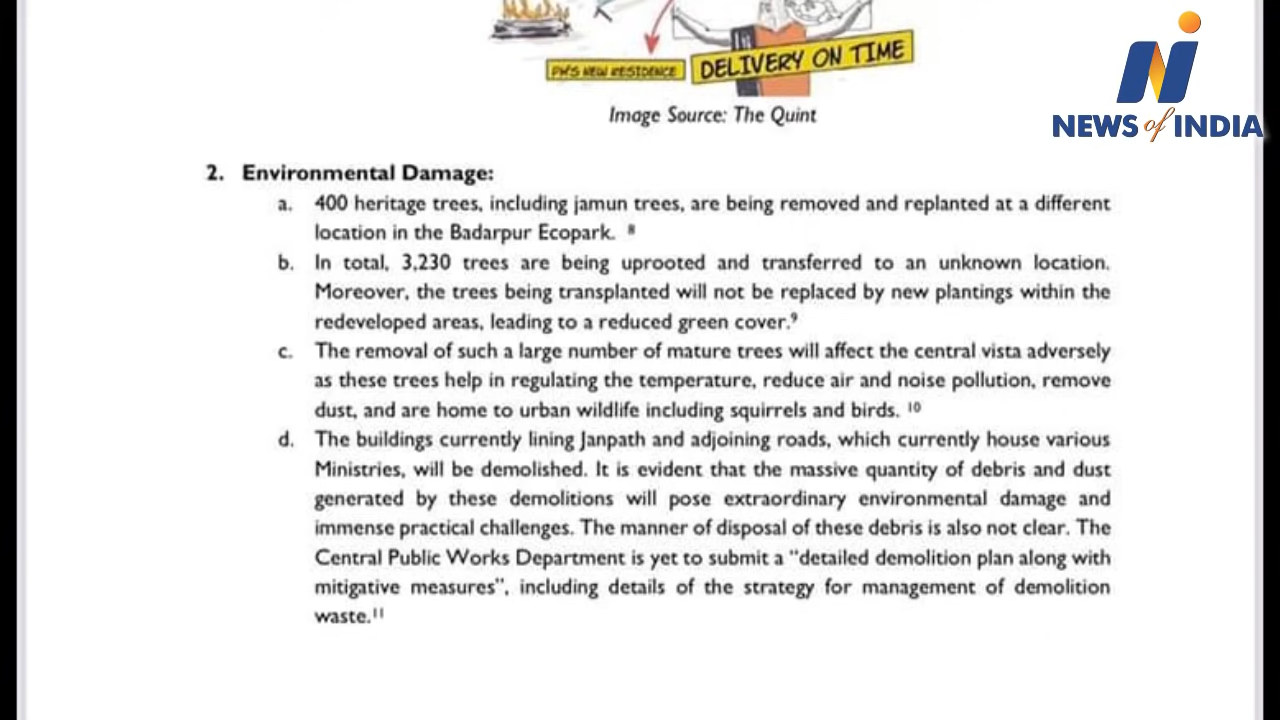 PM'S NEW RESIDENCE
DELIVERY ON TIME
Image Source: The Quint
NEWS of INDIA
2. Environmental Damage:
a. 400 heritage trees, including jamun trees, are being removed and replanted at a different
location in the Badarpur Ecopark. 8
b. In total, 3,230 trees are being uprooted and transferred to an unknown location.
Moreover, the trees being transplanted will not be replaced by new plantings within the
redeveloped areas, leading to a reduced green cover.9
c. The removal of such a large number of mature trees will affect the central vista adversely
as these trees help in regulating the temperature, reduce air and noise pollution, remove
dust, and are home to urban wildlife including squirrels and birds. 10
d. The buildings currently lining Janpath and adjoining roads, which currently house various
Ministries, will be demolished. It is evident that the massive quantity of debris and dust
generated by these demolitions will pose extraordinary environmental damage and
immense practical challenges. The manner of disposal of these debris is also not clear. The
Central Public Works Department is yet to submit a "detailed demolition plan along with
mitigative measures", including details of the strategy for management of demolition
waste.11